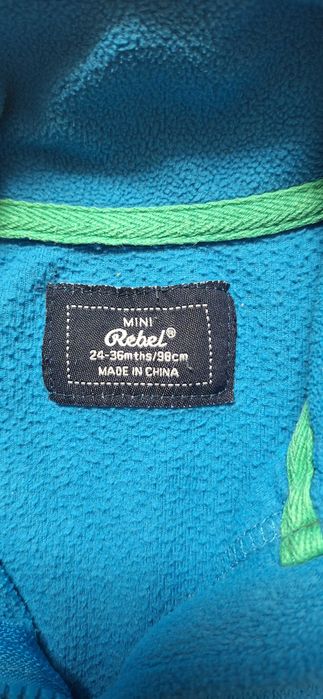 MINI
Rebel®
24-36mths/98cm
MADE IN CHINA